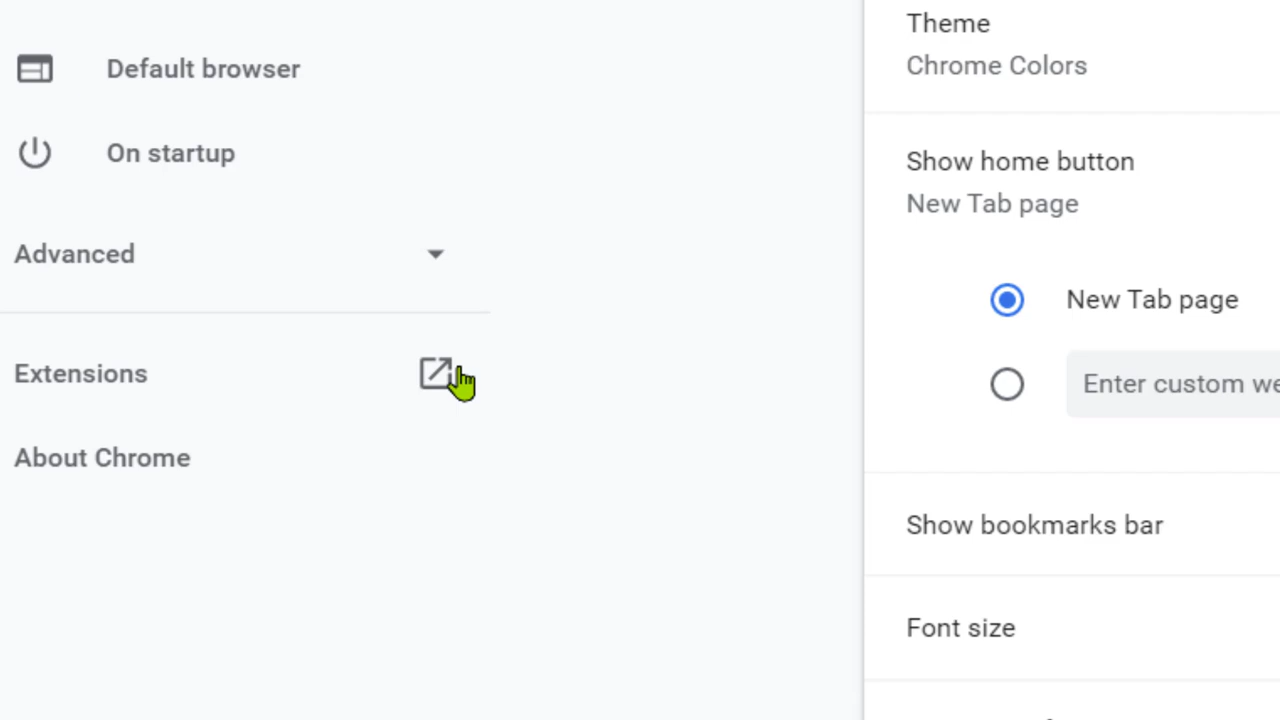 Default browser
On startup
Advanced
Extensions
About Chrome
Theme
Chrome Colors
Show home button
New Tab page
New Tab page
Enter custom we
Show bookmarks bar
Font size